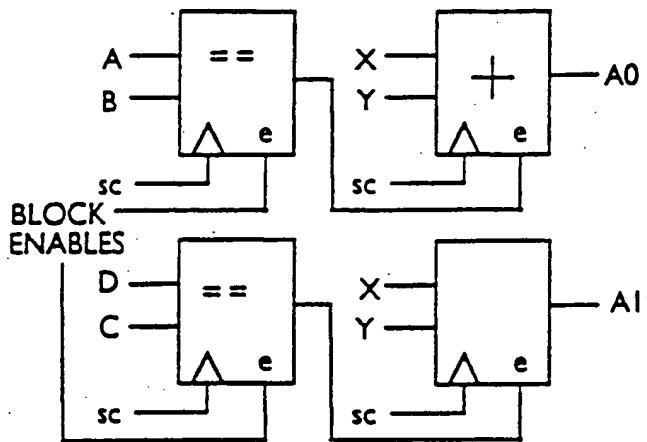 A
==
B
e
sc
X
+
Y
e
sc
A0
BLOCK
ENABLES
D
==
C
e
sc
X
Y
e
sc
A1